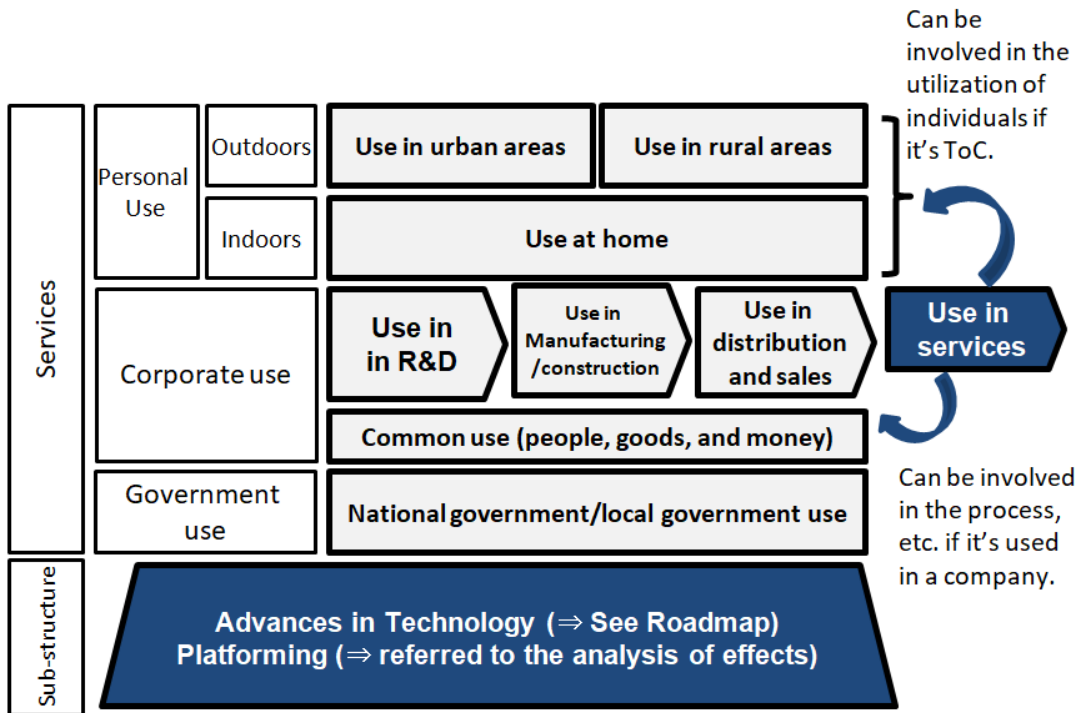 Can be
involved in the
utilization of
individuals if
it's ToC.
Services
Personal
Use
Outdoors
Use in urban areas
Use in rural areas
Indoors
Use at home
Corporate use
Use in
in R&D
Use in
Manufacturing
/construction
Use in
distribution
and sales
Use in
services
Common use (people, goods, and money)
Government
use
National government/local government use
Can be involved
in the process,
etc. if it's used
in a company.
Sub-structure
Advances in Technology (⇒ See Roadmap)
Platforming (⇒ referred to the analysis of effects)